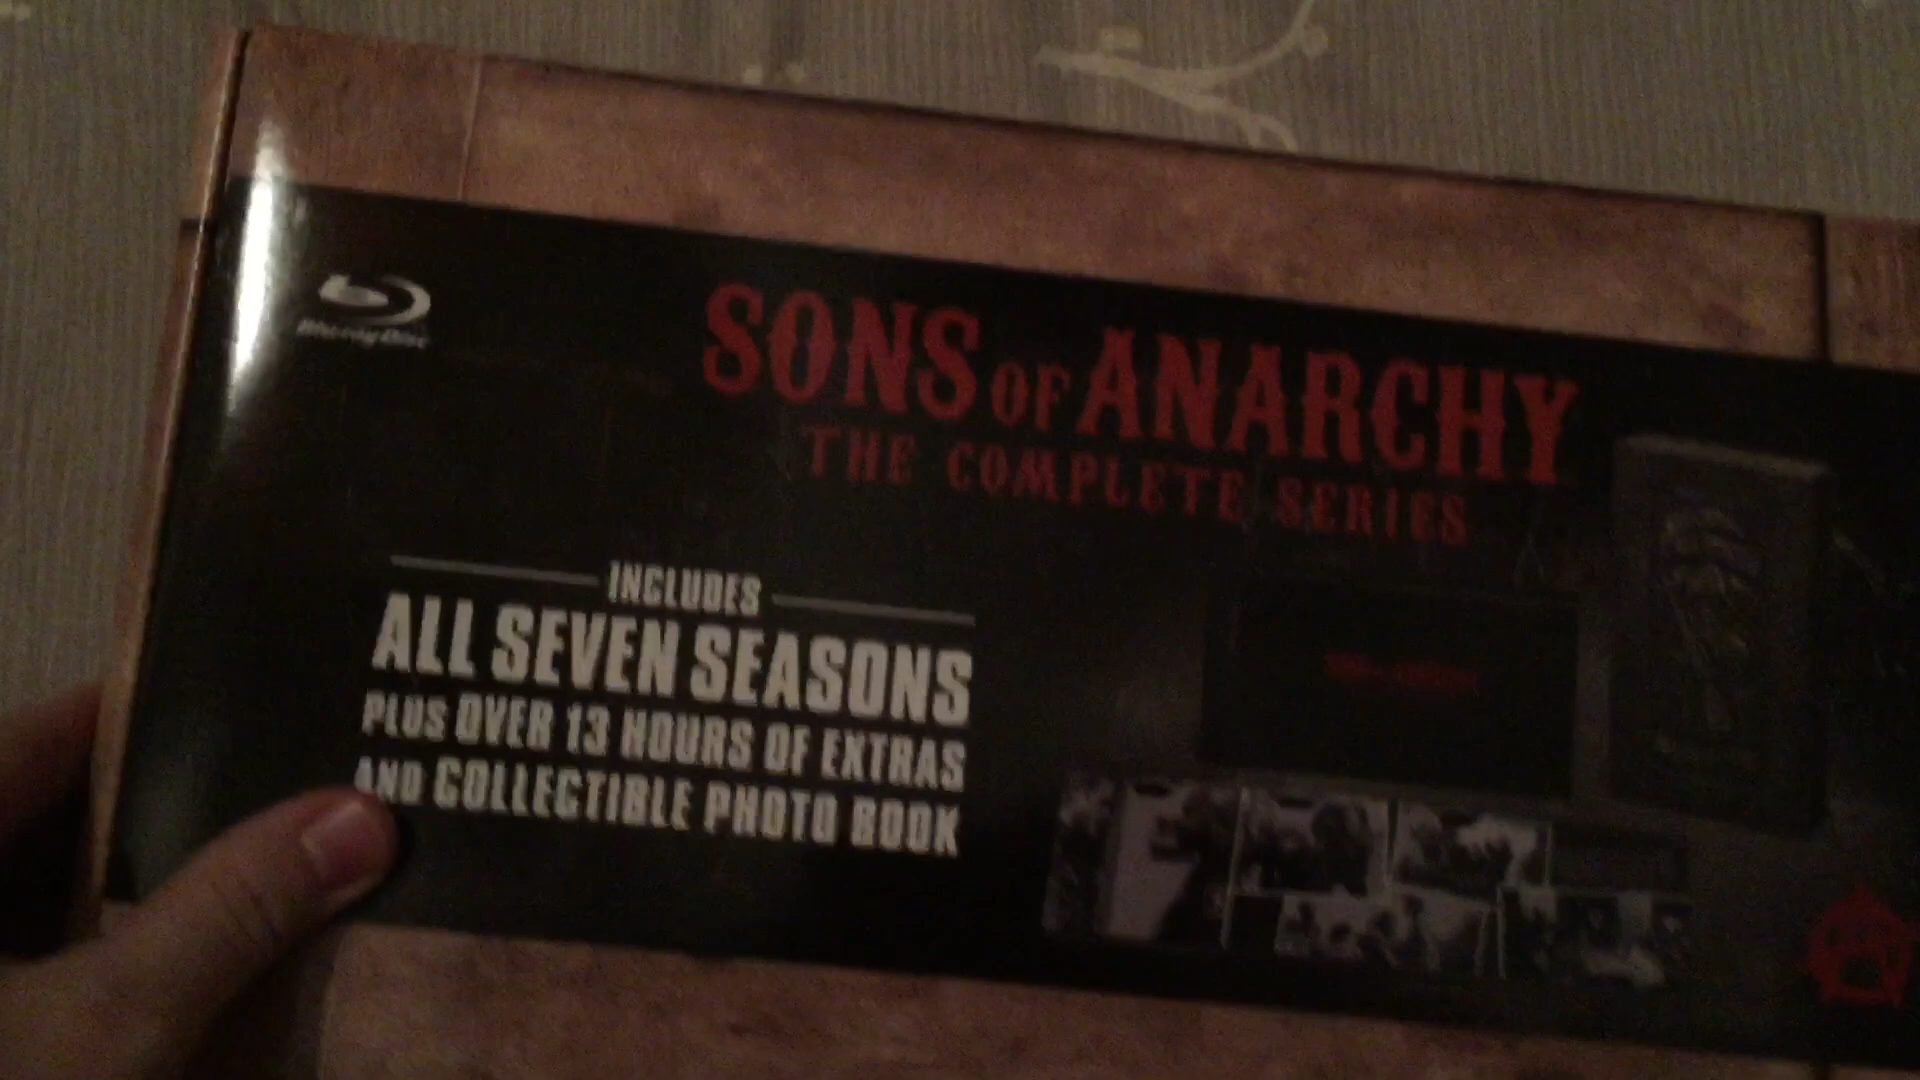 Blu-ray Disc
SONS OF ANARCHY
THE COMPLETE SERIES
INCLUDES
ALL SEVEN SEASONS
PLUS OVER 13 HOURS OF EXTRAS
AND COLLECTIBLE PHOTO BOOK